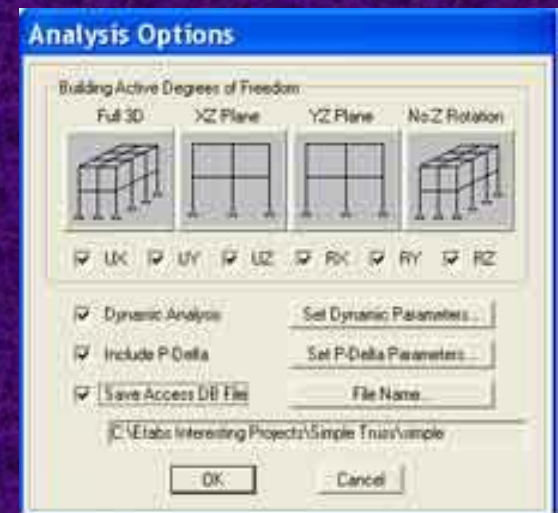 Analysis Options
Building Active Degrees of Freedom
Full 3D XZ Plane YZ Plane No Z Rotation
UX UY UZ RX RY RZ
Dynamic Analysis Set Dynamic Parameters...
Include P-Delta Set P-Delta Parameters...
Save Access DB File File Name...
C:\Etabs Interesting Projects\Simple Truss\simple
OK Cancel